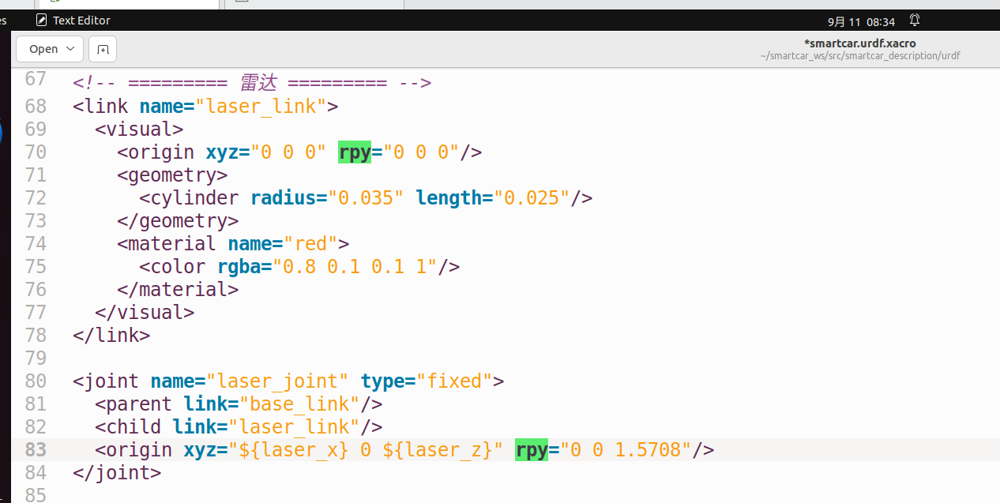 es
Text Editor
9月 11 08:34
Open
*smartcar.urdf.xacro
~/smartcar_ws/src/smartcar_description/urdf
67 <!-- ========= 雷达 ========= -->
68 <link name="laser_link">
69 <visual>
70 <origin xyz="0 0 0" rpy="0 0 0"/>
71 <geometry>
72 <cylinder radius="0.035" length="0.025"/>
73 </geometry>
74 <material name="red">
75 <color rgba="0.8 0.1 0.1 1"/>
76 </material>
77 </visual>
78 </link>
79
80 <joint name="laser_joint" type="fixed">
81 <parent link="base_link"/>
82 <child link="laser_link"/>
83 <origin xyz="${laser_x} 0 ${laser_z}" rpy="0 0 1.5708"/>
84 </joint>
85